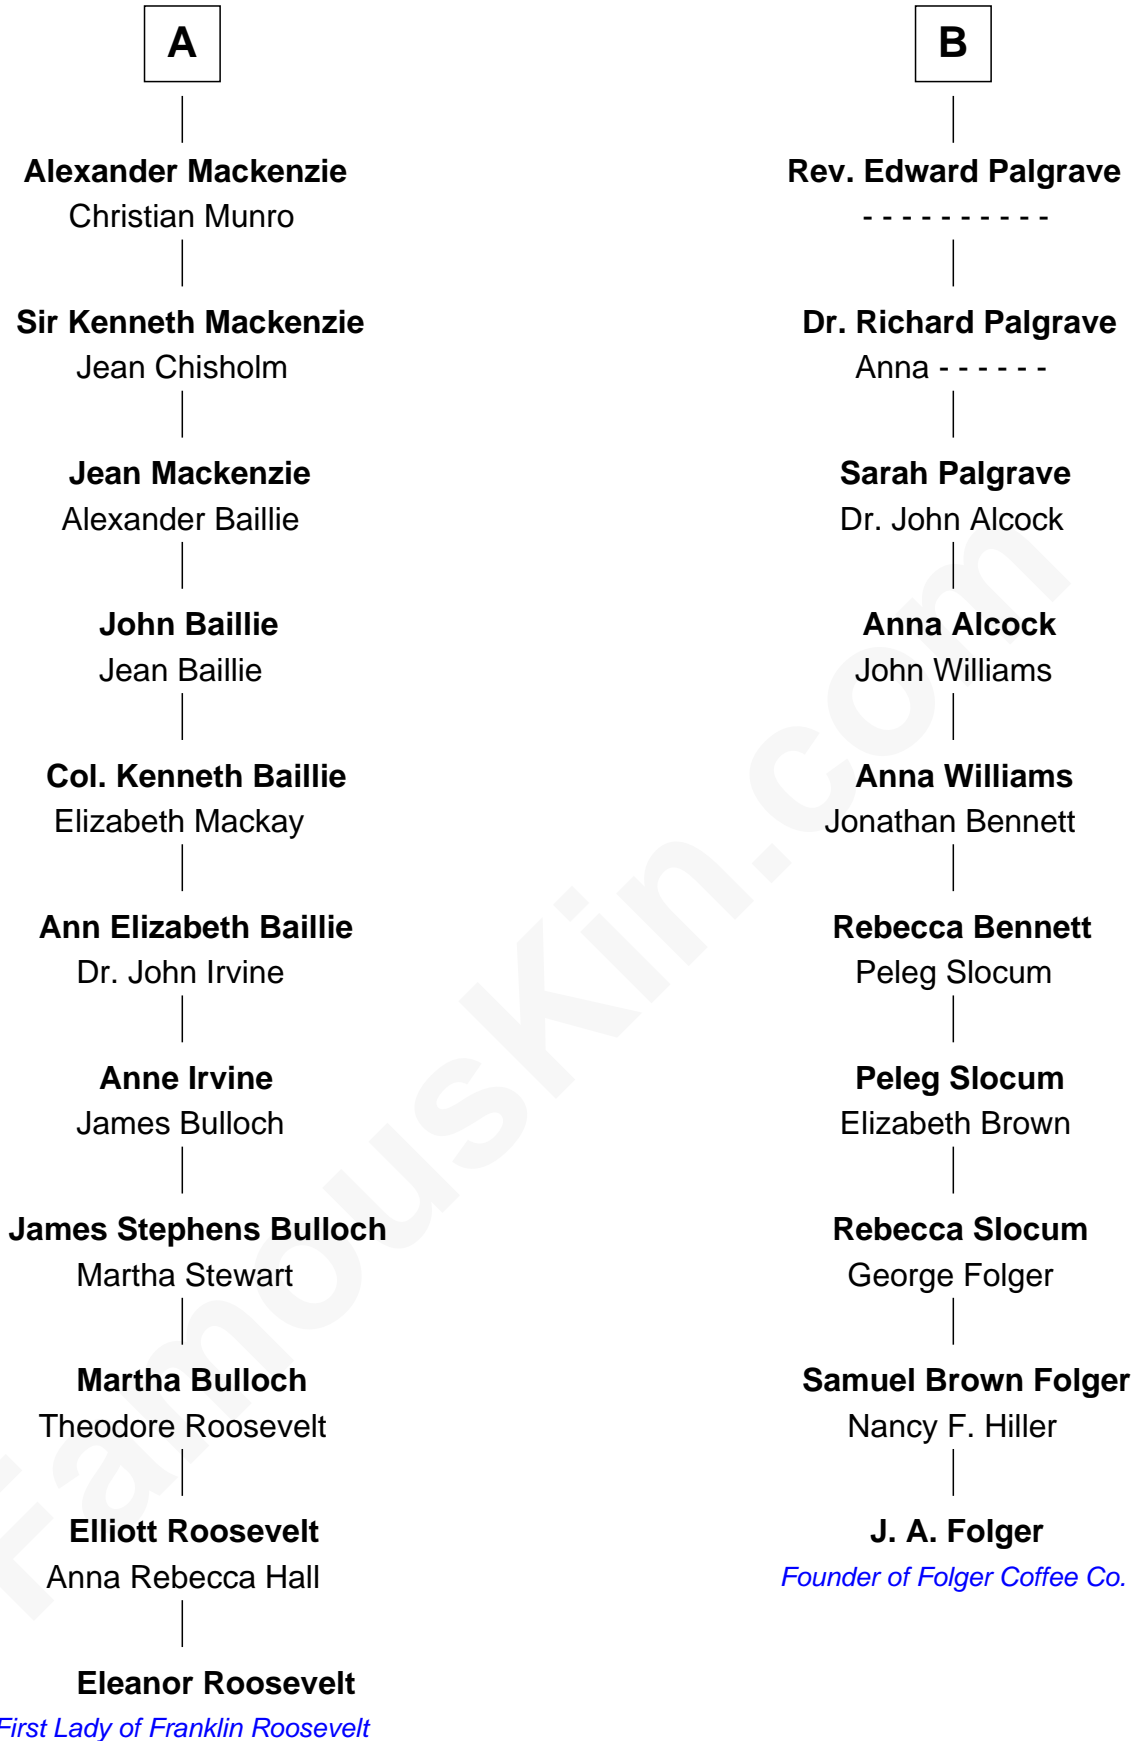 A
Alexander Mackenzie
Christian Munro
Sir Kenneth Mackenzie
Jean Chisholm
Jean Mackenzie
Alexander Baillie
John Baillie
Jean Baillie
Col. Kenneth Baillie
Elizabeth Mackay
Ann Elizabeth Baillie
Dr. John Irvine
Anne Irvine
James Bulloch
James Stephens Bulloch
Martha Stewart
Martha Bulloch
Theodore Roosevelt
Elliott Roosevelt
Anna Rebecca Hall
Eleanor Roosevelt
First Lady of Franklin Roosevelt
B
Rev. Edward Palgrave
- - - - - - - - - -
Dr. Richard Palgrave
Anna - - - - - -
Sarah Palgrave
Dr. John Alcock
Anna Alcock
John Williams
Anna Williams
Jonathan Bennett
Rebecca Bennett
Peleg Slocum
Peleg Slocum
Elizabeth Brown
Rebecca Slocum
George Folger
Samuel Brown Folger
Nancy F. Hiller
J. A. Folger
Founder of Folger Coffee Co.
FamousKin.com